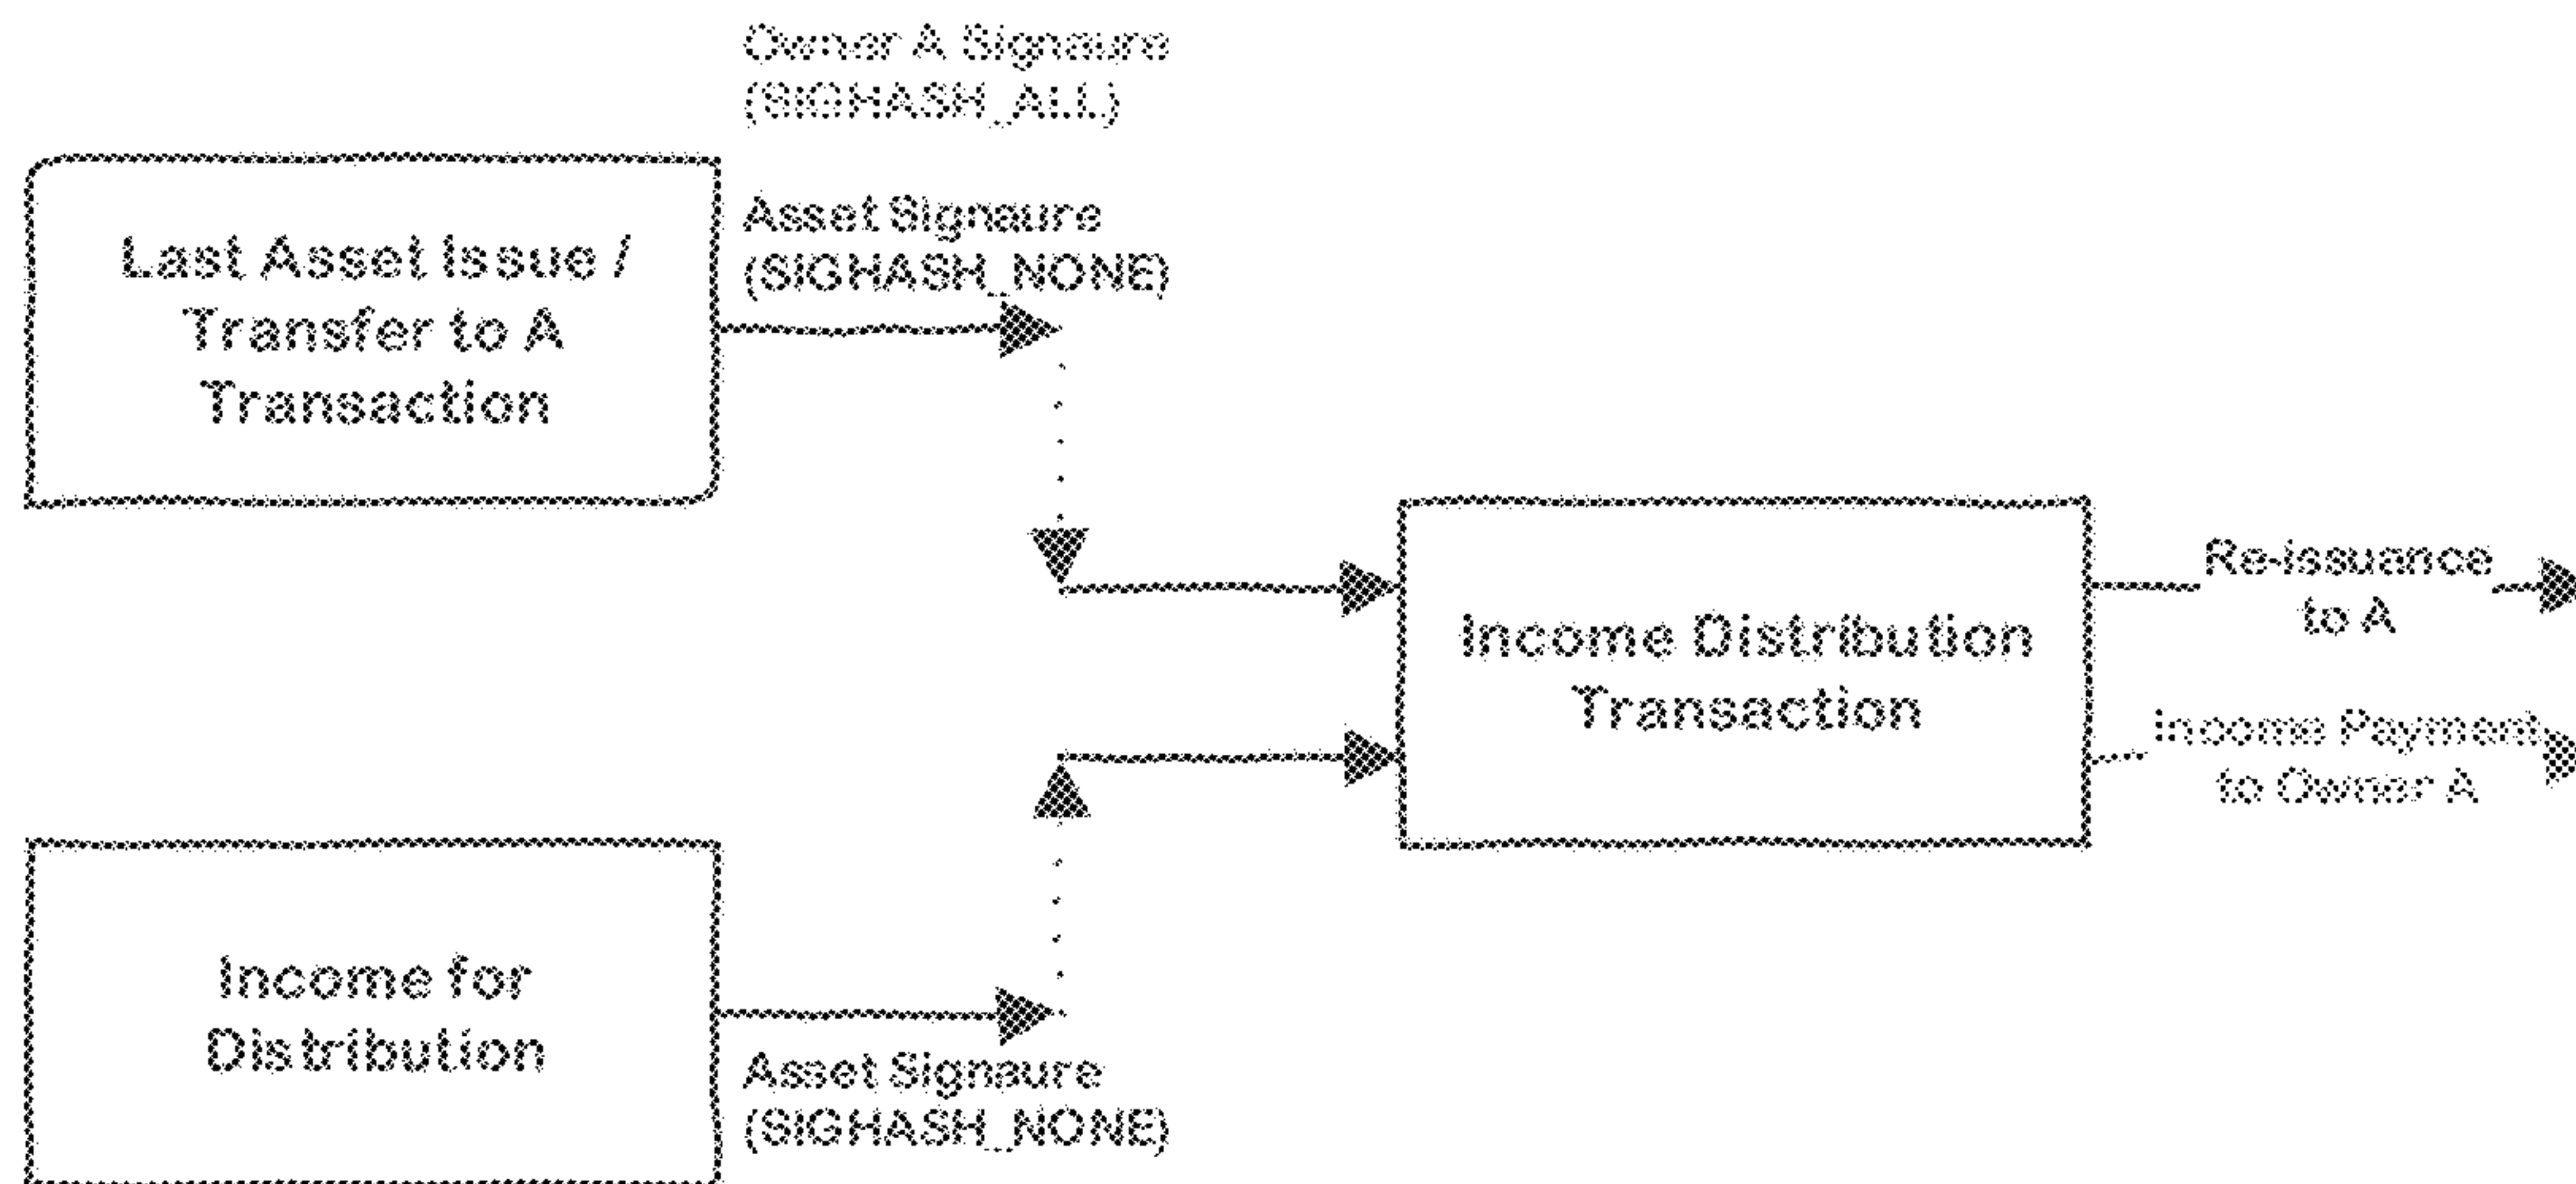 Owner A Signaure
(SIGHASH_ALL)
Asset Signaure
(SIGHASH_NONE)
Last Asset Issue /
Transfer to A
Transaction
Income Distribution
Transaction
Re-issuance
to A
Income Payment
to Owner A
Income for
Distribution
Asset Signaure
(SIGHASH_NONE)